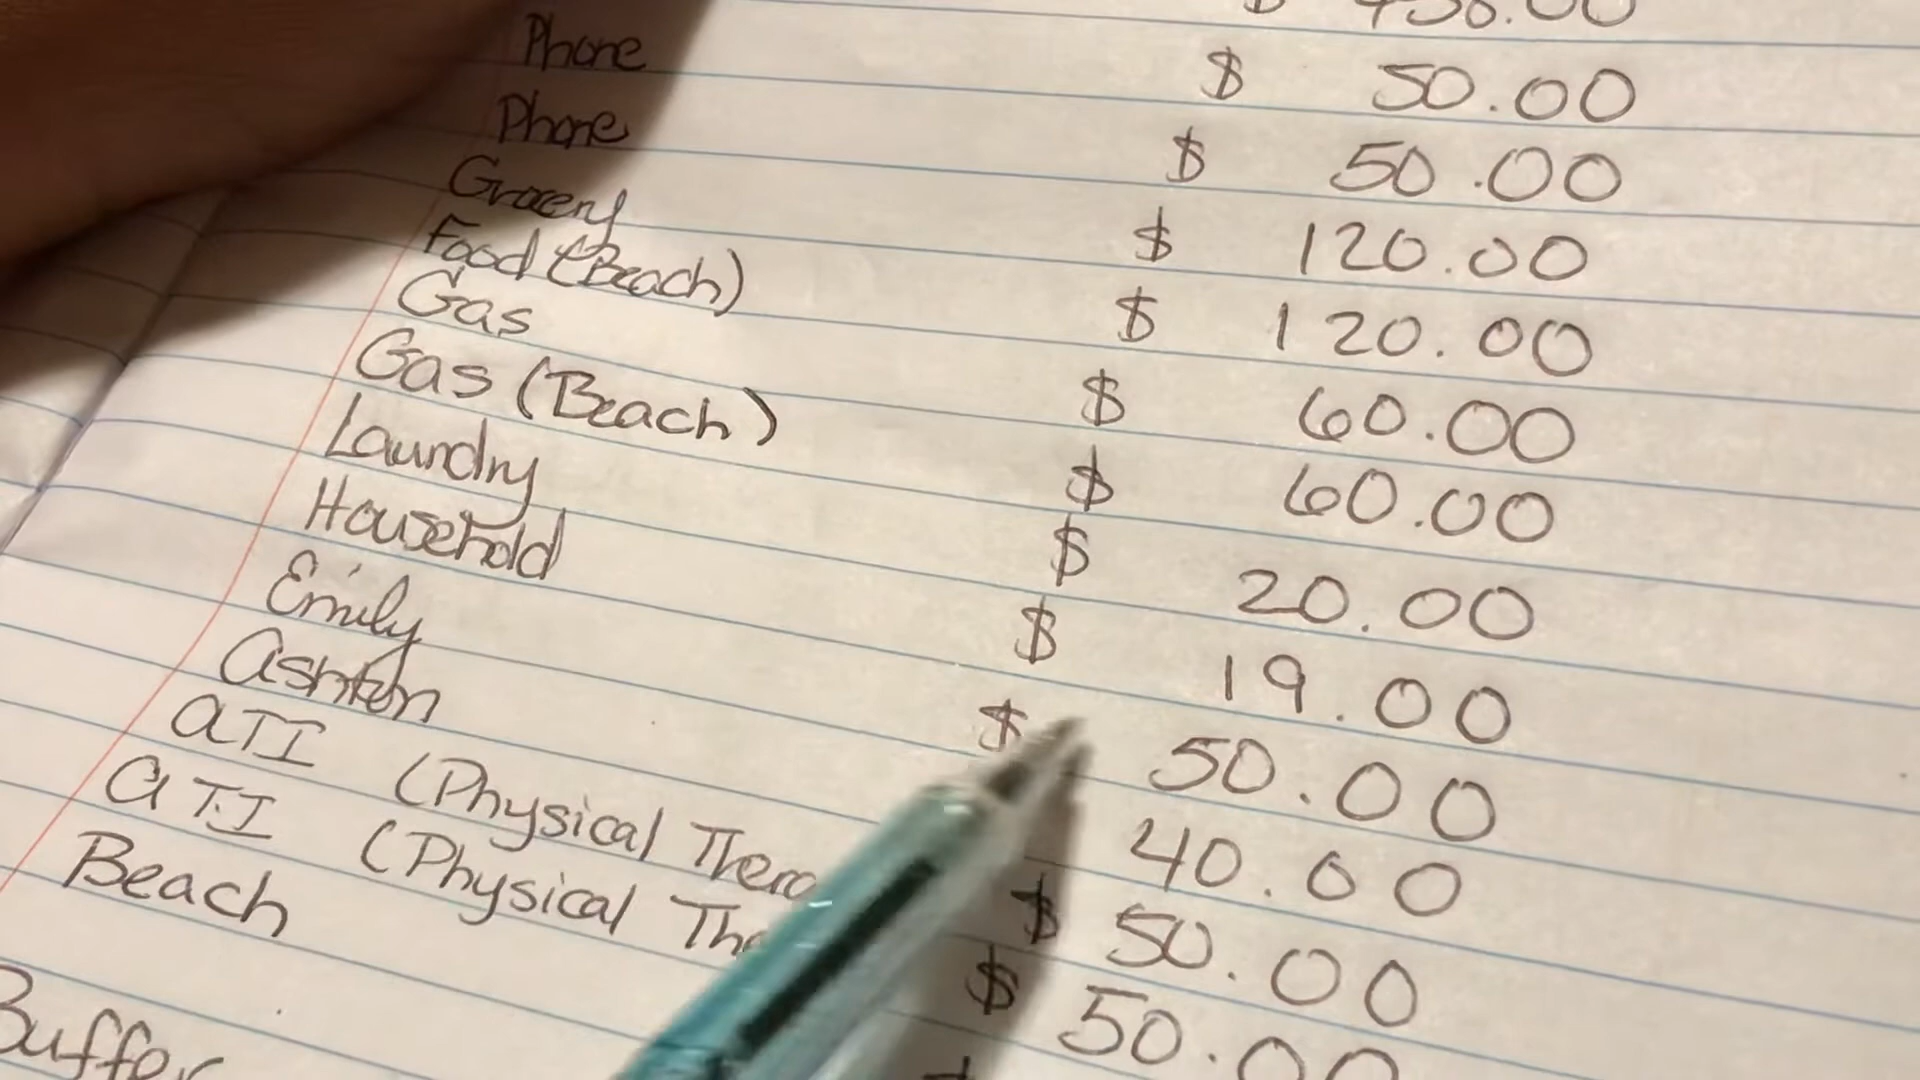 $
Phone $ 50.00
Phone $ 50.00
Grocery $ 120.00
Food (Beach) $ 120.00
Gas $ 60.00
Gas (Beach) $ 60.00
Laundry $ 20.00
Household $ 19.00
Emily $ 50.00
Ashton 40.00
ATI (Physical Thera $ 50.00
ATI (Physical The $ 50.00
Beach $
Buffer